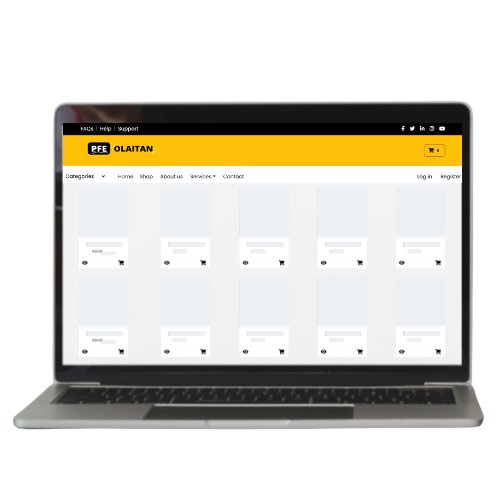 FAQs | Help | Support
PFE OLAITAN
0
Categories Home Shop About us Services Contact Log in Register